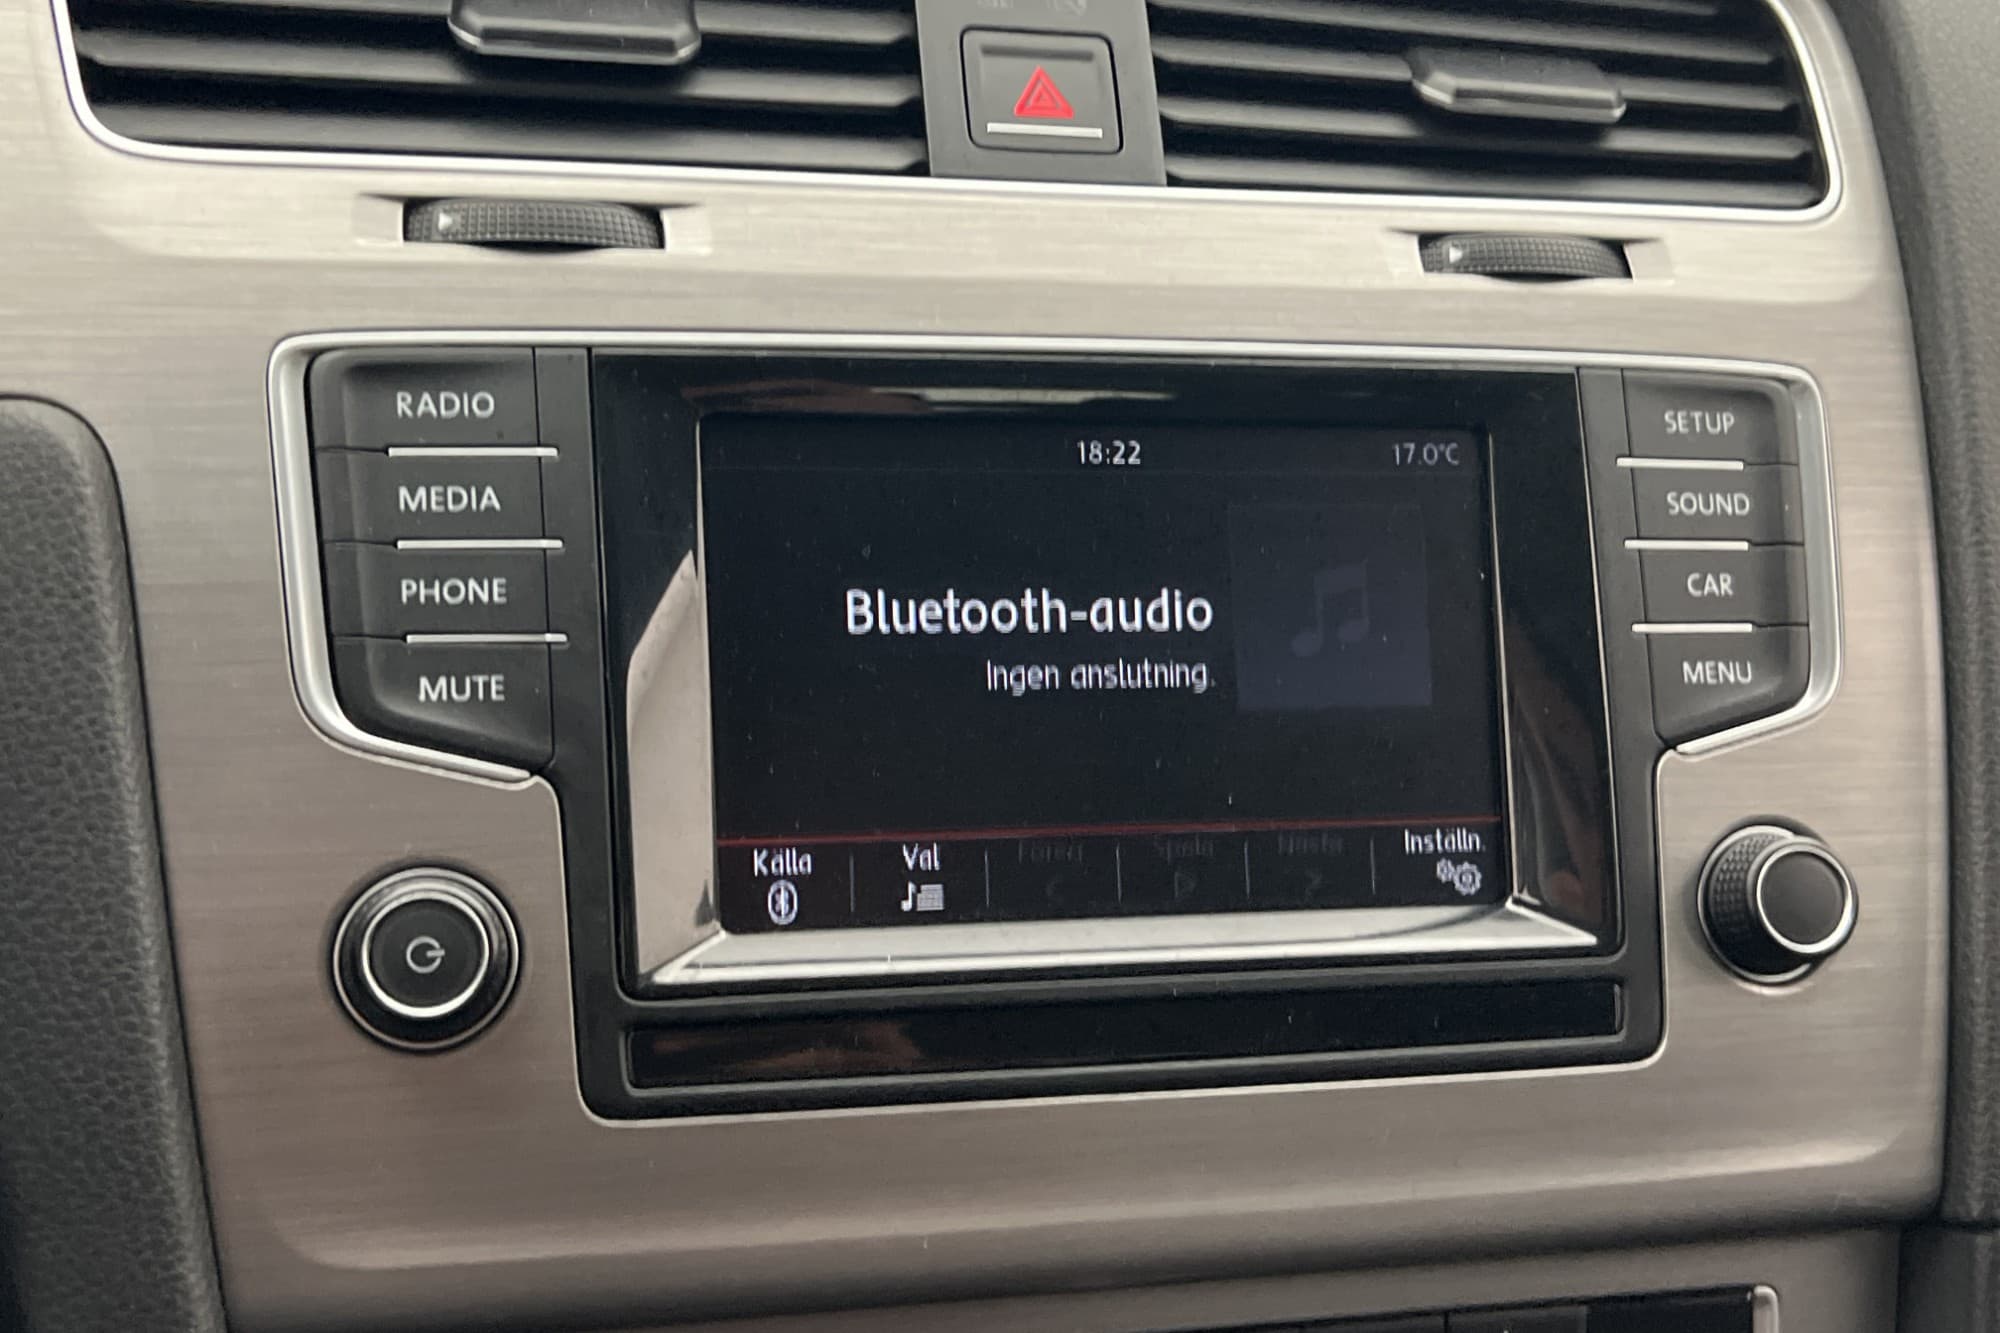 RADIO
MEDIA
PHONE
MUTE
18:22
17.0°C
Bluetooth-audio
Ingen anslutning.
Källa
Val
Inställn.
SETUP
SOUND
CAR
MENU